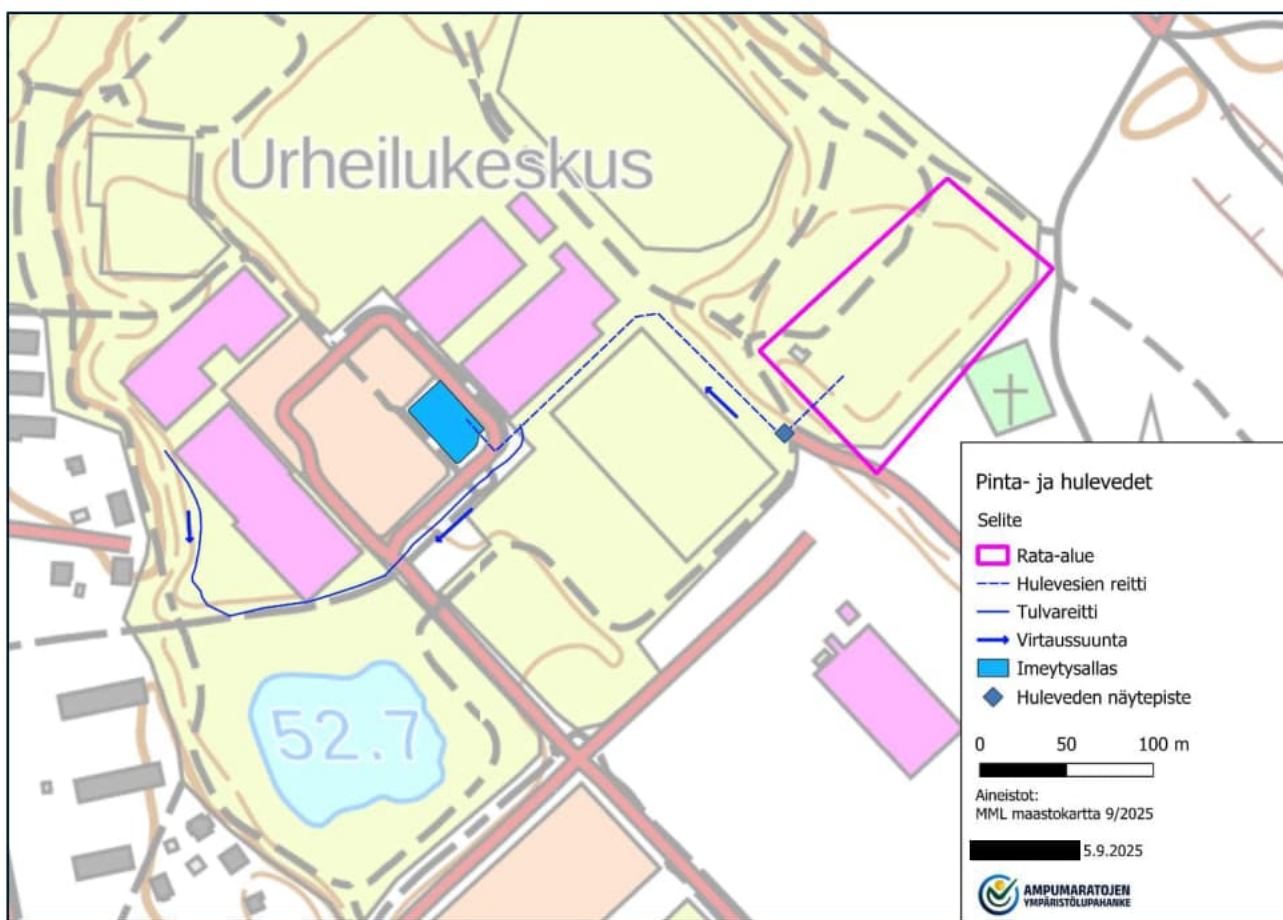 Urheilukeskus
52.7
Pinta- ja hulevedet
Selite
Rata-alue
Hulevesien reitti
Tulvareitti
Virtaussuunta
Imeytysallas
Huleveden näytepiste
0 50 100 m
Aineistot:
MML maastokartta 9/2025
5.9.2025
AMPUMARATOJEN
YMPÄRISTÖLUPAHANKE